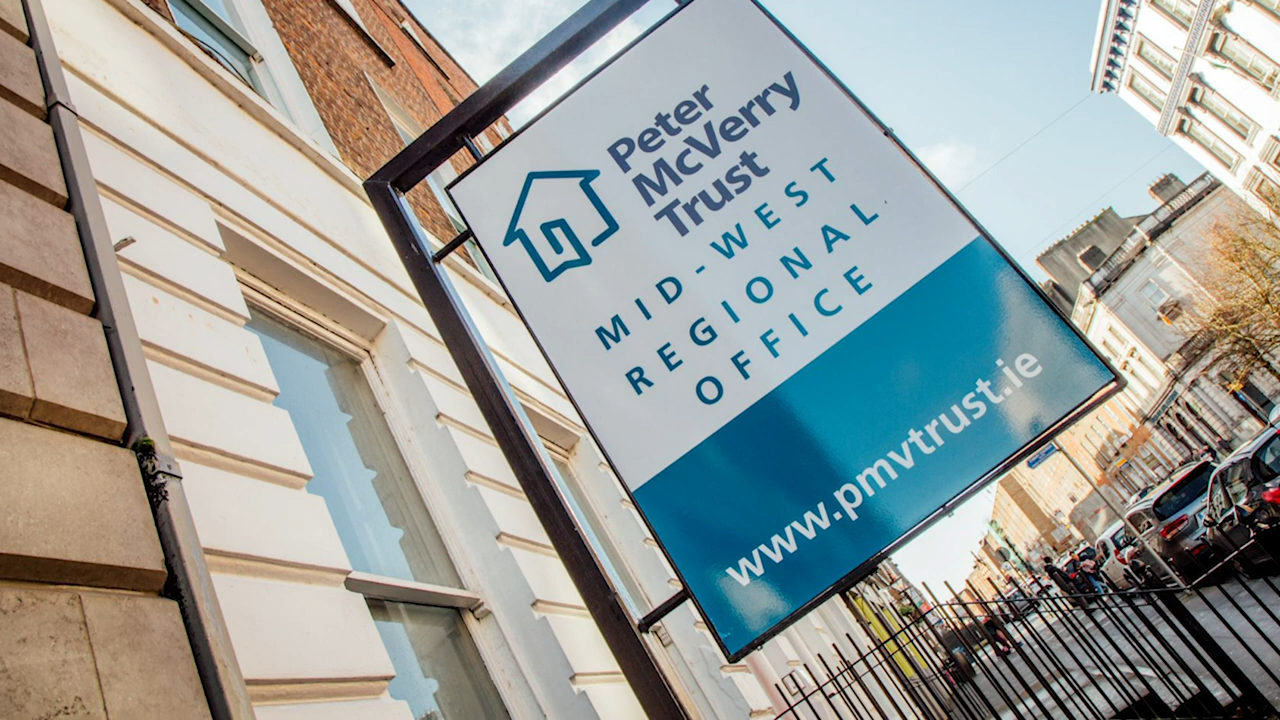 Peter
McVerry
Trust
MID-WEST
REGIONAL
OFFICE
www.pmvtrust.ie